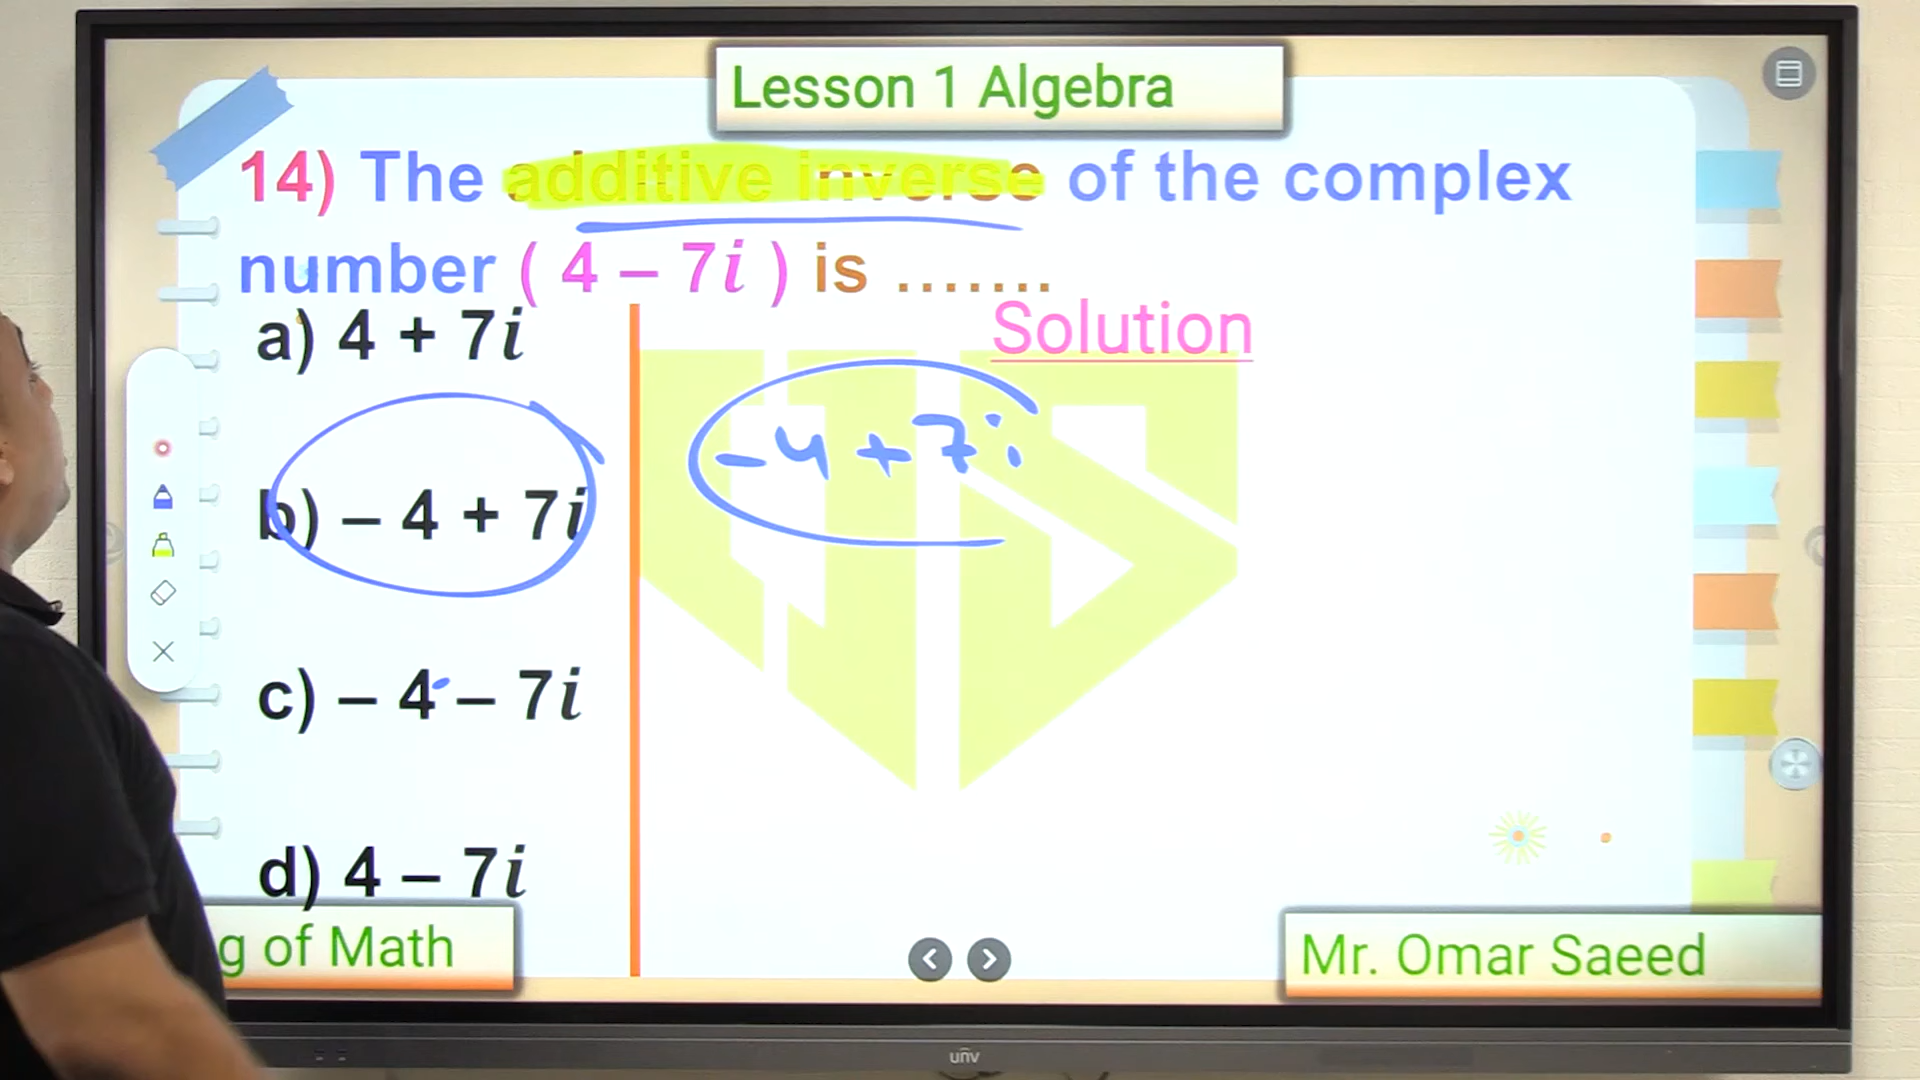 Lesson 1 Algebra
14) The additive inverse of the complex
number ( 4 – 7i ) is .......
Solution
a) 4 + 7i
-4 + 7i
b) – 4 + 7i
c) – 4 – 7i
d) 4 – 7i
g of Math
Mr. Omar Saeed
unv